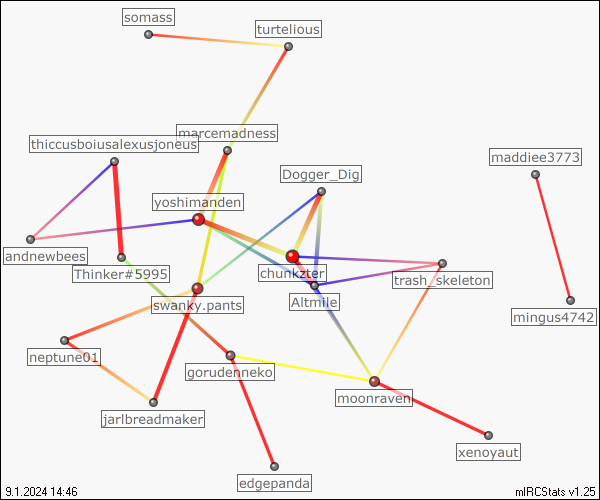 somass
turtelious
marcemadness
thiccusboiusalexusjoneus
maddiee3773
Dogger_Dig
yoshimanden
andnewbees
Thinker#5995
chunkzter
trash_skeleton
Altmile
swanky.pants
mingus4742
neptune01
gorudenneko
moonraven
jarlbreadmaker
xenoyaut
edgepanda
9.1.2024 14:46
mIRCStats v1.25